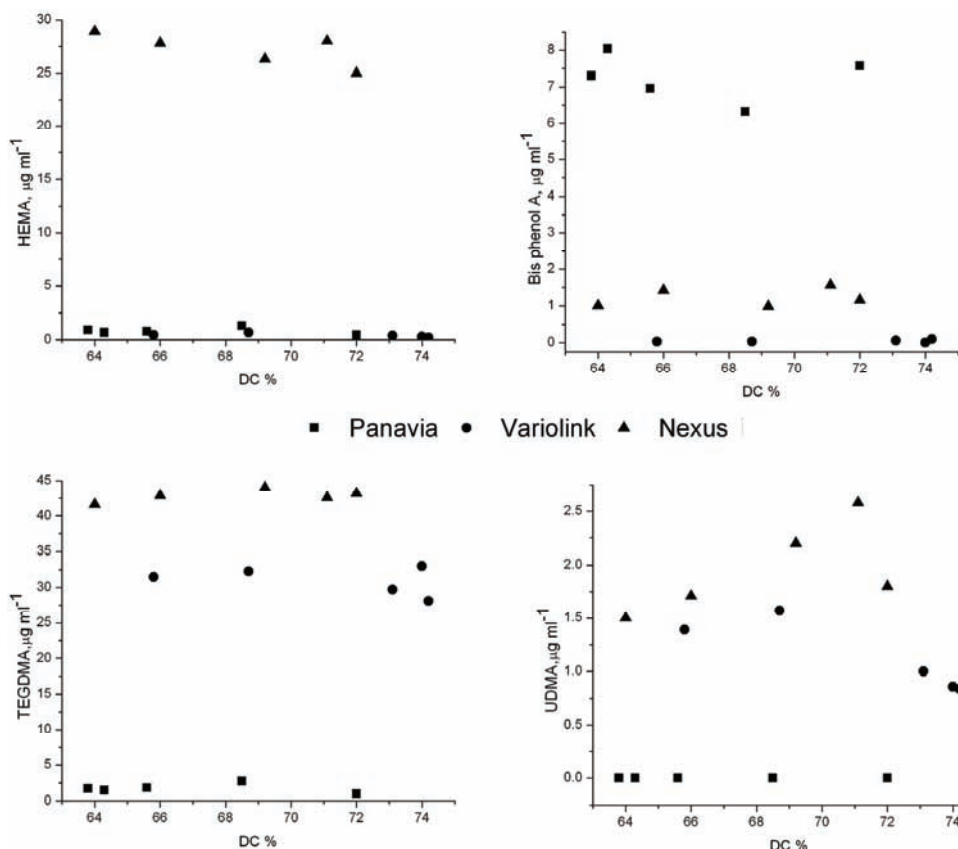 HEMA, µg ml-1
30
25
20
15
10
5
0
64 66 68 70 72 74
DC %
Bis phenol A, µg ml-1
8
7
6
5
4
3
2
1
0
64 66 68 70 72 74
DC %
Panavia Variolink Nexus
TEGDMA,µg ml-1
45
40
35
30
25
20
15
10
5
0
64 66 68 70 72 74
DC %
UDMA,µg ml-1
2.5
2.0
1.5
1.0
0.5
0.0
64 66 68 70 72 74
DC %